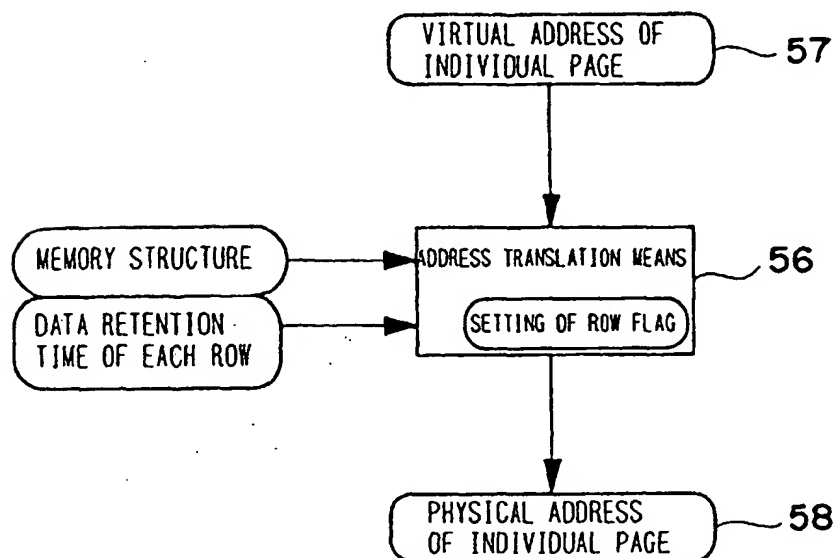 VIRTUAL ADDRESS OF
INDIVIDUAL PAGE
57
MEMORY STRUCTURE
ADDRESS TRANSLATION MEANS
56
DATA RETENTION
TIME OF EACH ROW
SETTING OF ROW FLAG
PHYSICAL ADDRESS
OF INDIVIDUAL PAGE
58